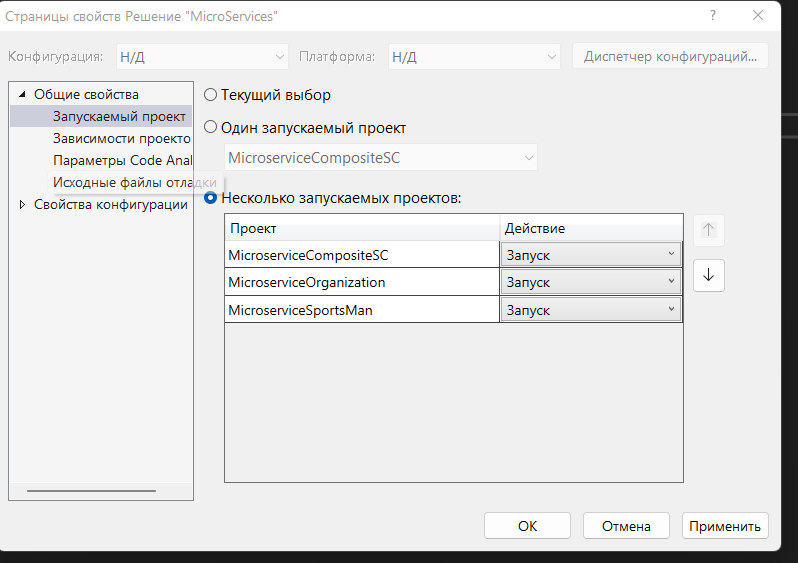 Страницы свойств Решение "MicroServices"
Конфигурация: Н/Д Платформа: Н/Д Диспетчер конфигураций...
Общие свойства
Запускаемый проект
Зависимости проекто
Параметры Code Anal
Исходные файлы отладки
Свойства конфигурации
Текущий выбор
Один запускаемый проект
MicroserviceCompositeSC
Несколько запускаемых проектов:
Проект Действие
MicroserviceCompositeSC Запуск
MicroserviceOrganization Запуск
MicroserviceSportsMan Запуск
ОК Отмена Применить